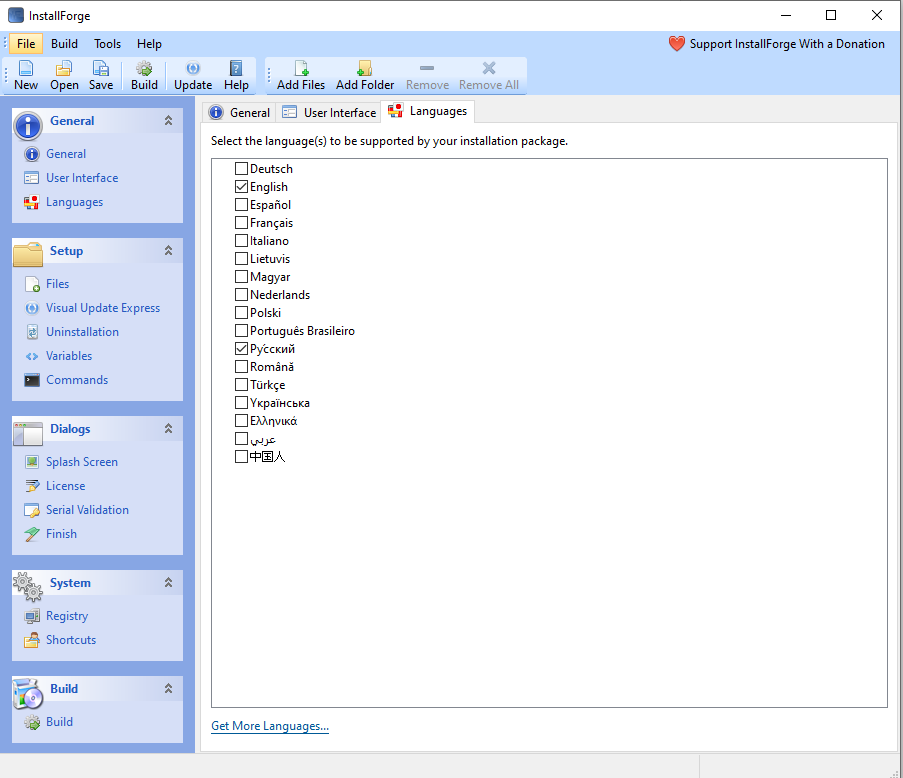 InstallForge
File Build Tools Help
Support InstallForge With a Donation
New Open Save Build Update Help Add Files Add Folder Remove Remove All
General
General
User Interface
Languages
Setup
Files
Visual Update Express
Uninstallation
Variables
Commands
Dialogs
Splash Screen
License
Serial Validation
Finish
System
Registry
Shortcuts
Build
Build
General User Interface Languages
Select the language(s) to be supported by your installation package.
Deutsch
English
Español
Français
Italiano
Lietuvis
Magyar
Nederlands
Polski
Português Brasileiro
Ру́сский
Română
Türkçe
Українська
Ελληνικά
عربي
中国人
Get More Languages...